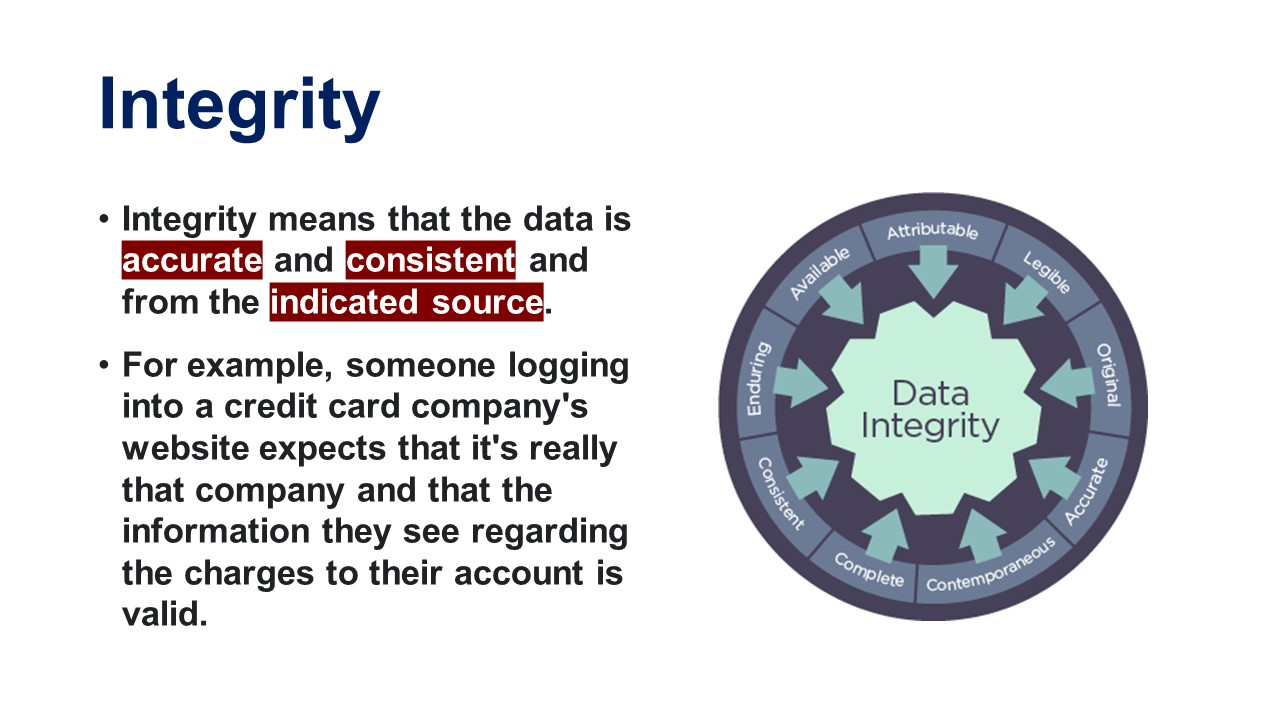 Integrity
• Integrity means that the data is
accurate and consistent and
from the indicated source.
• For example, someone logging
into a credit card company's
website expects that it's really
that company and that the
information they see regarding
the charges to their account is
valid.
Attributable
Legible
Original
Accurate
Contemporaneous
Complete
Consistent
Enduring
Available
Data
Integrity